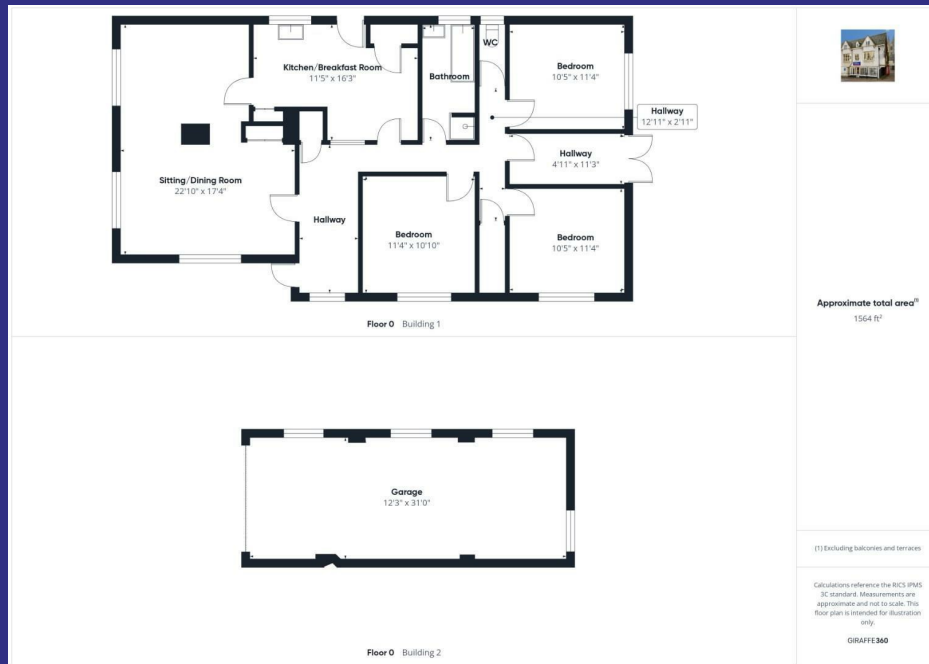 Kitchen/Breakfast Room
11'5" x 16'3"
WC
Bathroom
Bedroom
10'5" x 11'4"
Hallway
12'11" x 2'11"
Hallway
4'11" x 11'3"
Sitting/Dining Room
22'10" x 17'4"
Hallway
Bedroom
11'4" x 10'10"
Bedroom
10'5" x 11'4"
Floor 0 Building 1
Garage
12'3" x 31'0"
Floor 0 Building 2
Approximate total area(1)
1564 ft²
(1) Excluding balconies and terraces
Calculations reference the RICS IPMS
3C standard. Measurements are
approximate and not to scale. This
floor plan is intended for illustration
only.
GIRAFFE360